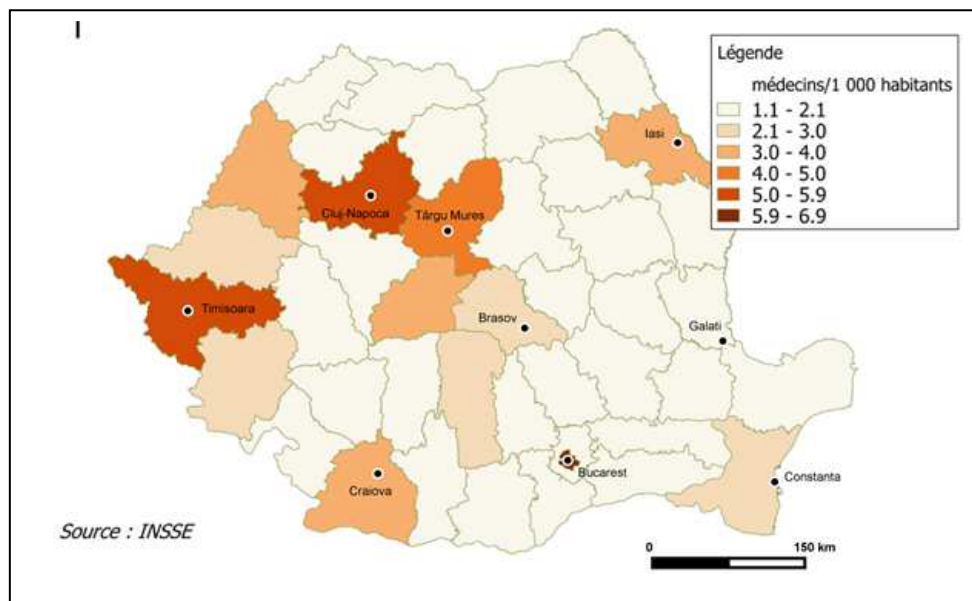 I
Légende
médecins/1 000 habitants
1.1 - 2.1
2.1 - 3.0
3.0 - 4.0
4.0 - 5.0
5.0 - 5.9
5.9 - 6.9
Iasi
Cluj-Napoca
Târgu Mures
Timisoara
Brasov
Galati
Bucarest
Craiova
Constanta
Source : INSSE
0 150 km